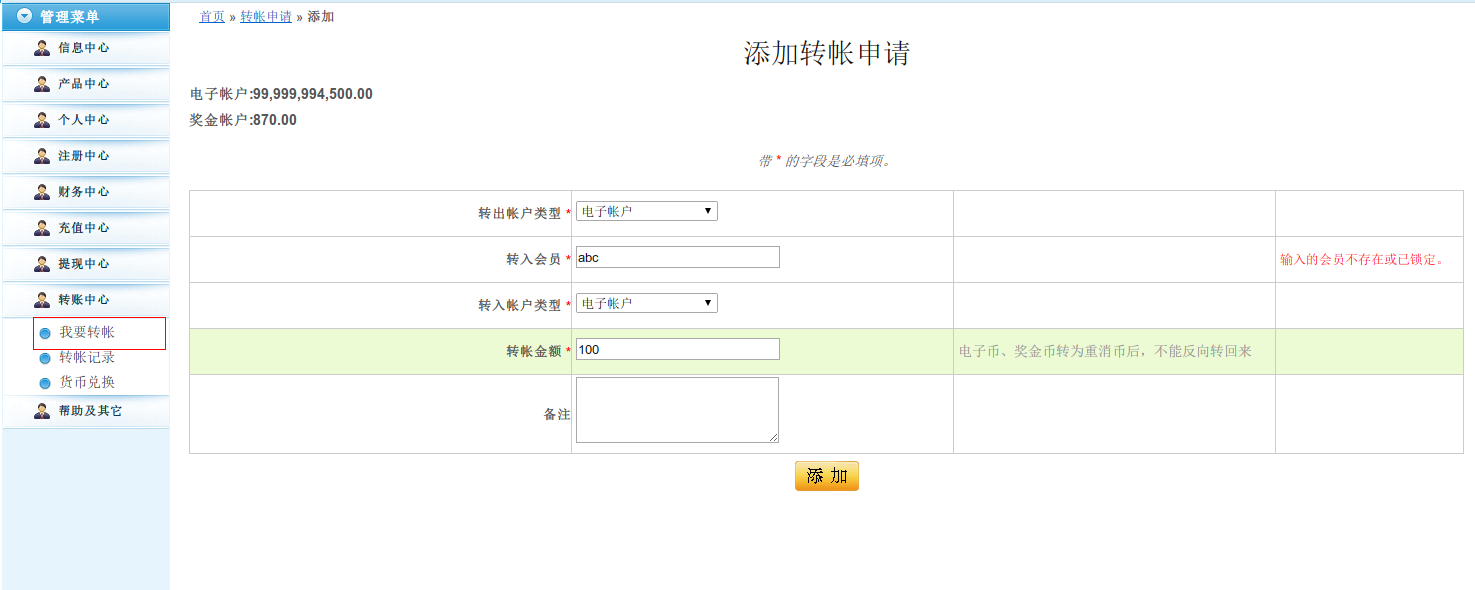 管理菜单
信息中心
产品中心
个人中心
注册中心
财务中心
充值中心
提现中心
转账中心
我要转帐
转帐记录
货币兑换
帮助及其它
首页 » 转帐申请 » 添加
添加转帐申请
电子帐户:99,999,994,500.00
奖金帐户:870.00
带 * 的字段是必填项。
转出帐户类型 * 电子帐户
转入会员 * abc 输入的会员不存在或已锁定。
转入帐户类型 * 电子帐户
转帐金额 * 100 电子币、奖金币转为重消币后，不能反向转回来
备注
添 加